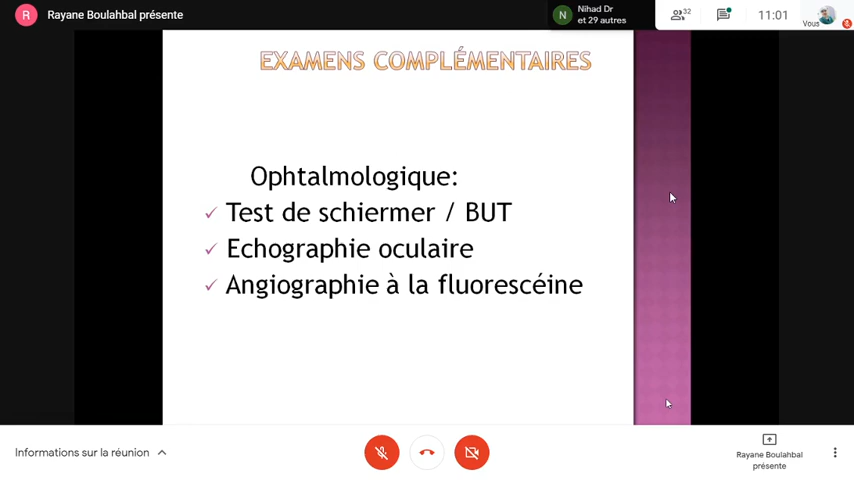 R Rayane Boulahbal présente
N Nihad Dr
et 29 autres
32
11:01
Vous
EXAMENS COMPLÉMENTAIRES
Ophtalmologique:
✓ Test de schiermer / BUT
✓ Echographie oculaire
✓ Angiographie à la fluorescéine
Informations sur la réunion
Rayane Boulahbal
présente